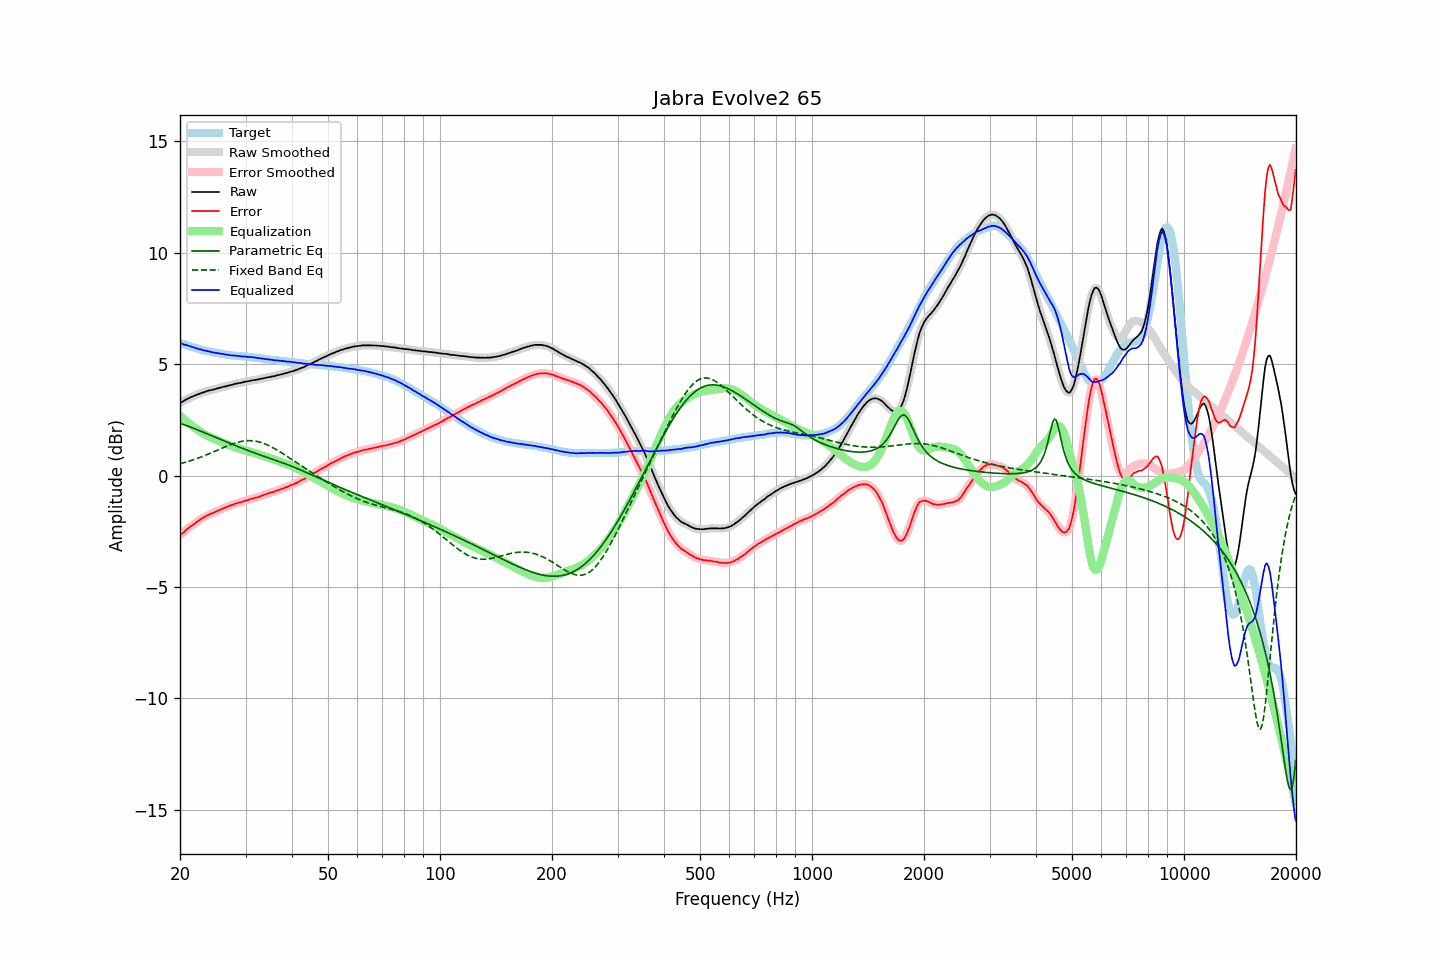 Jabra Evolve2 65
Target
Raw Smoothed
Error Smoothed
Raw
Error
Equalization
Parametric Eq
Fixed Band Eq
Equalized
Amplitude (dBr)
15
10
5
0
−5
−10
−15
20 50 100 200 500 1000 2000 5000 10000 20000
Frequency (Hz)